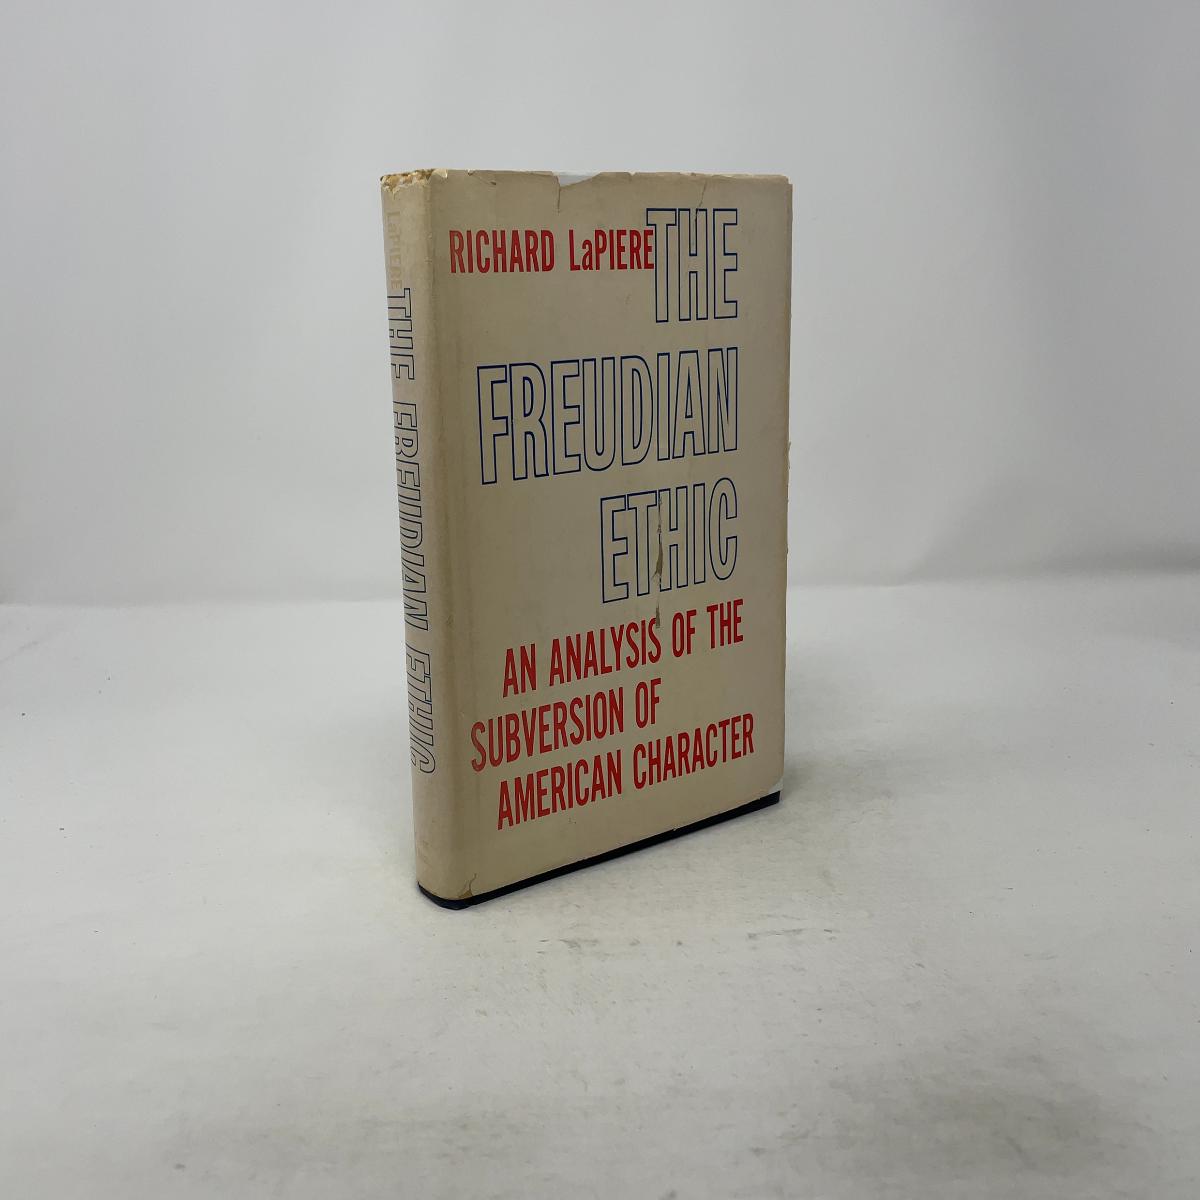 RICHARD LaPIERE
THE
FREUDIAN
ETHIC
AN ANALYSIS OF THE
SUBVERSION OF
AMERICAN CHARACTER
LaPIERE
THE FREUDIAN ETHIC